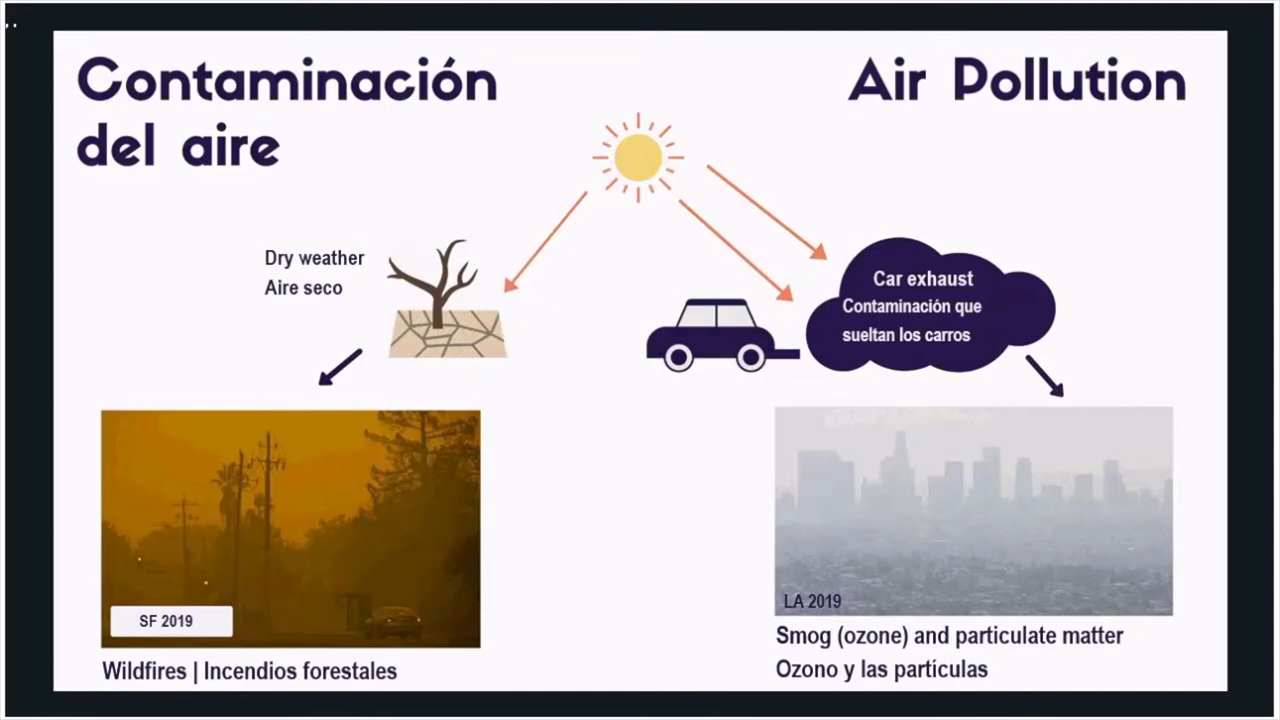 Contaminación
del aire
Air Pollution
Dry weather
Aire seco
Car exhaust
Contaminación que
sueltan los carros
SF 2019
Wildfires | Incendios forestales
LA 2019
Smog (ozone) and particulate matter
Ozono y las partículas